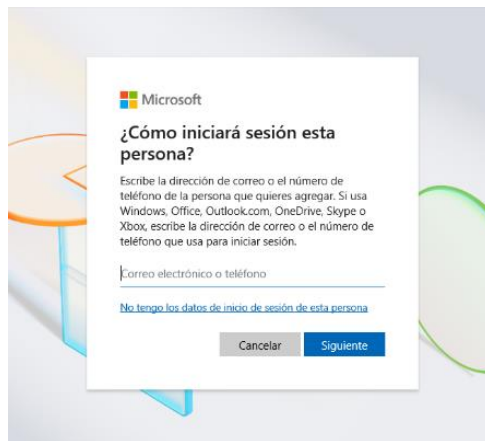 Microsoft
¿Cómo iniciará sesión esta
persona?
Escribe la dirección de correo o el número de
teléfono de la persona que quieres agregar. Si usa
Windows, Office, Outlook.com, OneDrive, Skype o
Xbox, escribe la dirección de correo o el número de
teléfono que usa para iniciar sesión.
Correo electrónico o teléfono
No tengo los datos de inicio de sesión de esta persona
Cancelar Siguiente